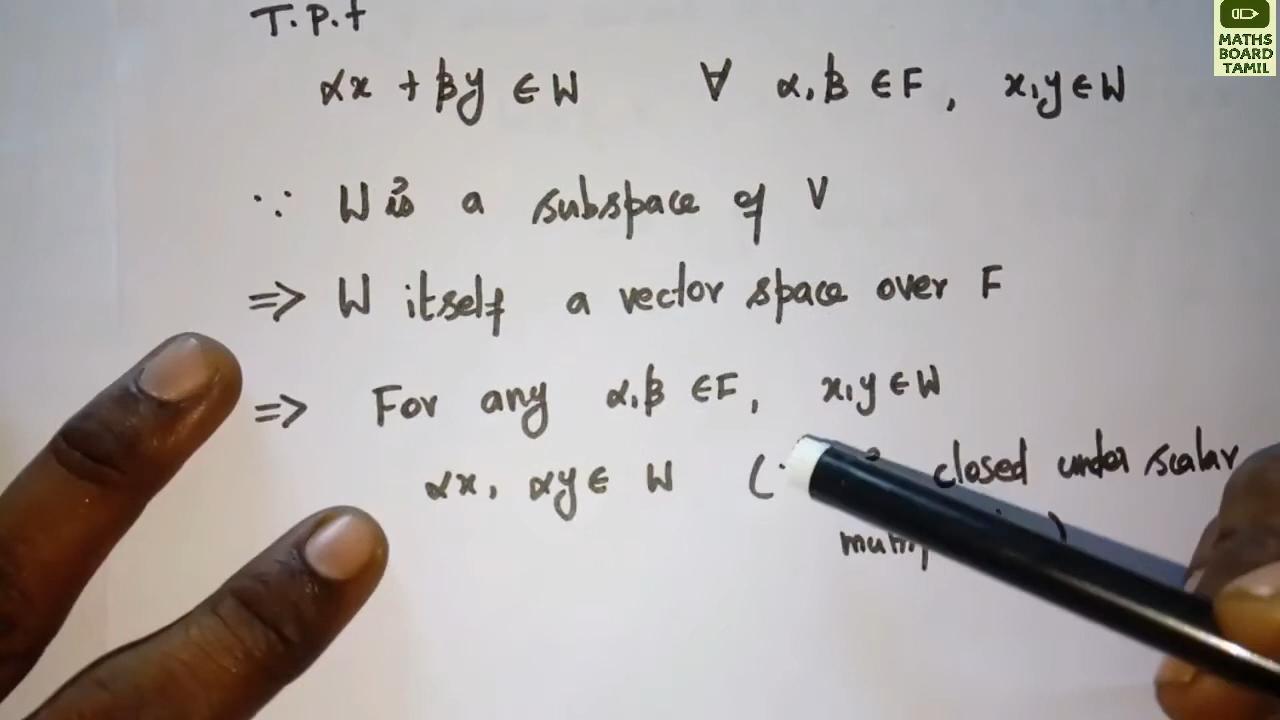 MATHS
BOARD
TAMIL
T.P.t
αx + βy ∈ W ∀ α, β ∈ F, x, y ∈ W
∵ W is a subspace of V
⇒ W itself a vector space over F
⇒ For any α, β ∈ F, x, y ∈ W
αx, αy ∈ W ( closed under scalar
)